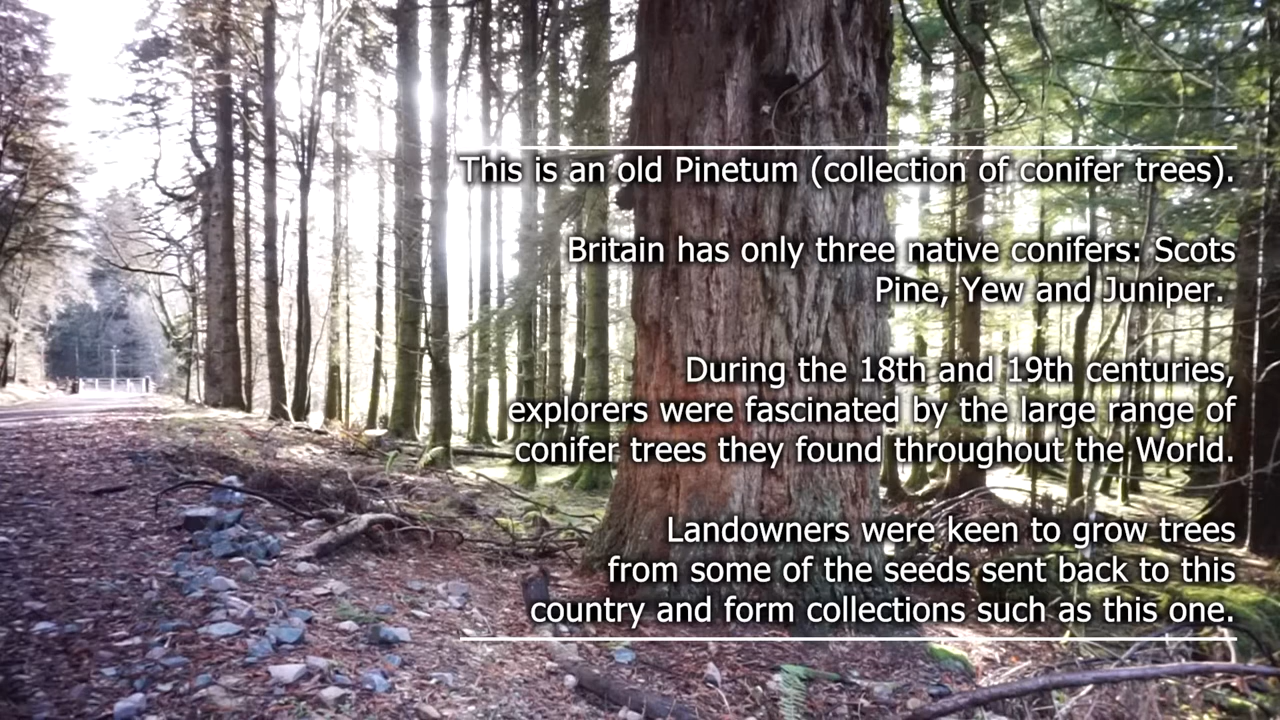 This is an old Pinetum (collection of conifer trees).
Britain has only three native conifers: Scots
Pine, Yew and Juniper.
During the 18th and 19th centuries,
explorers were fascinated by the large range of
conifer trees they found throughout the World.
Landowners were keen to grow trees
from some of the seeds sent back to this
country and form collections such as this one.